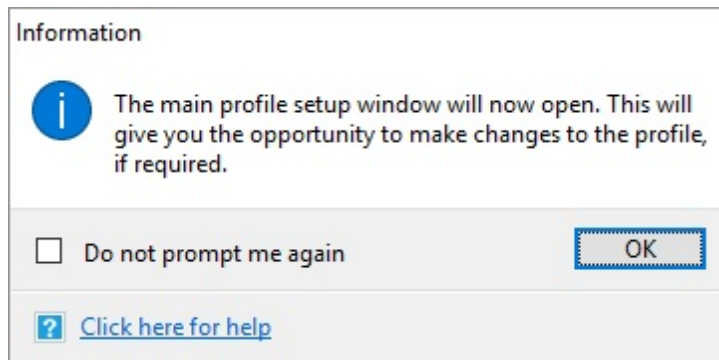 Information
The main profile setup window will now open. This will
give you the opportunity to make changes to the profile,
if required.
Do not prompt me again
OK
Click here for help